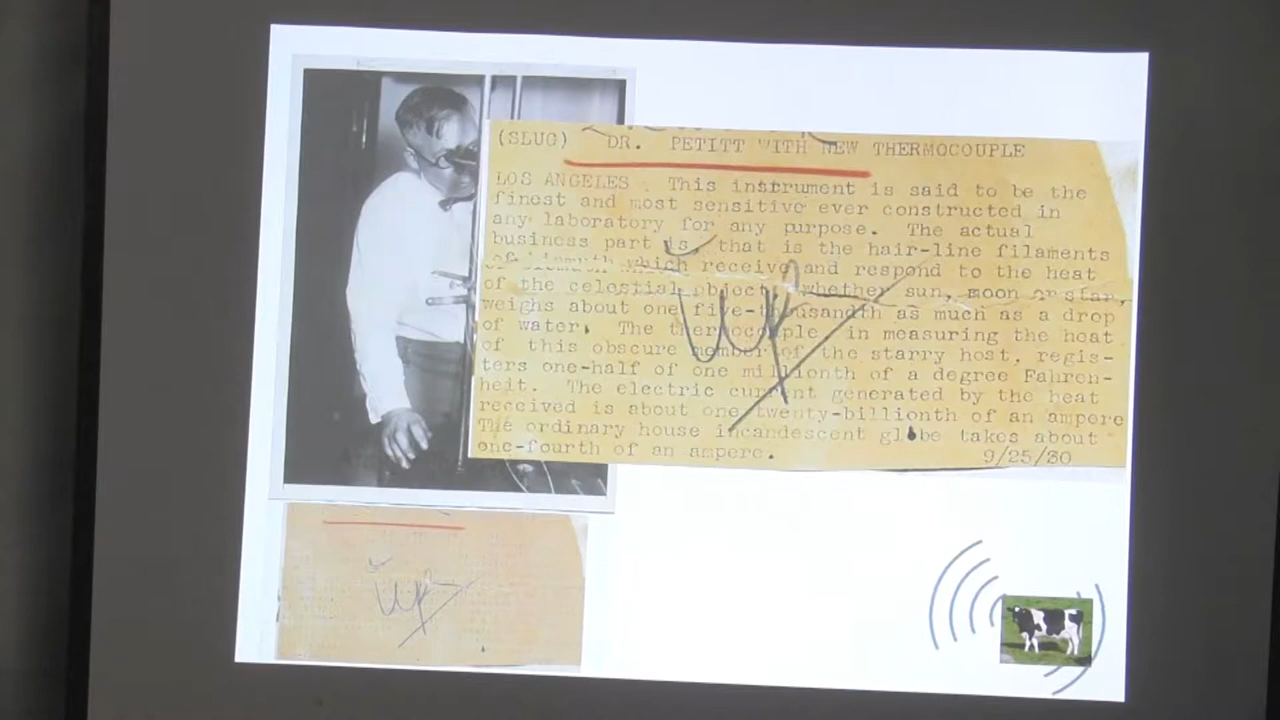 (SLUG) DR. PETITT WITH NEW THERMOCOUPLE
LOS ANGELES . This instrument is said to be the
finest and most sensitive ever constructed in
any laboratory for any purpose. The actual
business part is, that is the hair-line filaments
of bismuth which receive and respond to the heat
of the celestial object, whether sun, moon or star,
weighs about one five-thousandth as much as a drop
of water. The thermocouple in measuring the heat
of this obscure member of the starry host, regis-
ters one-half of one millionth of a degree Fahren-
heit. The electric current generated by the heat
received is about one twenty-billionth of an ampere
The ordinary house incandescent globe takes about
one-fourth of an ampere.
9/25/30